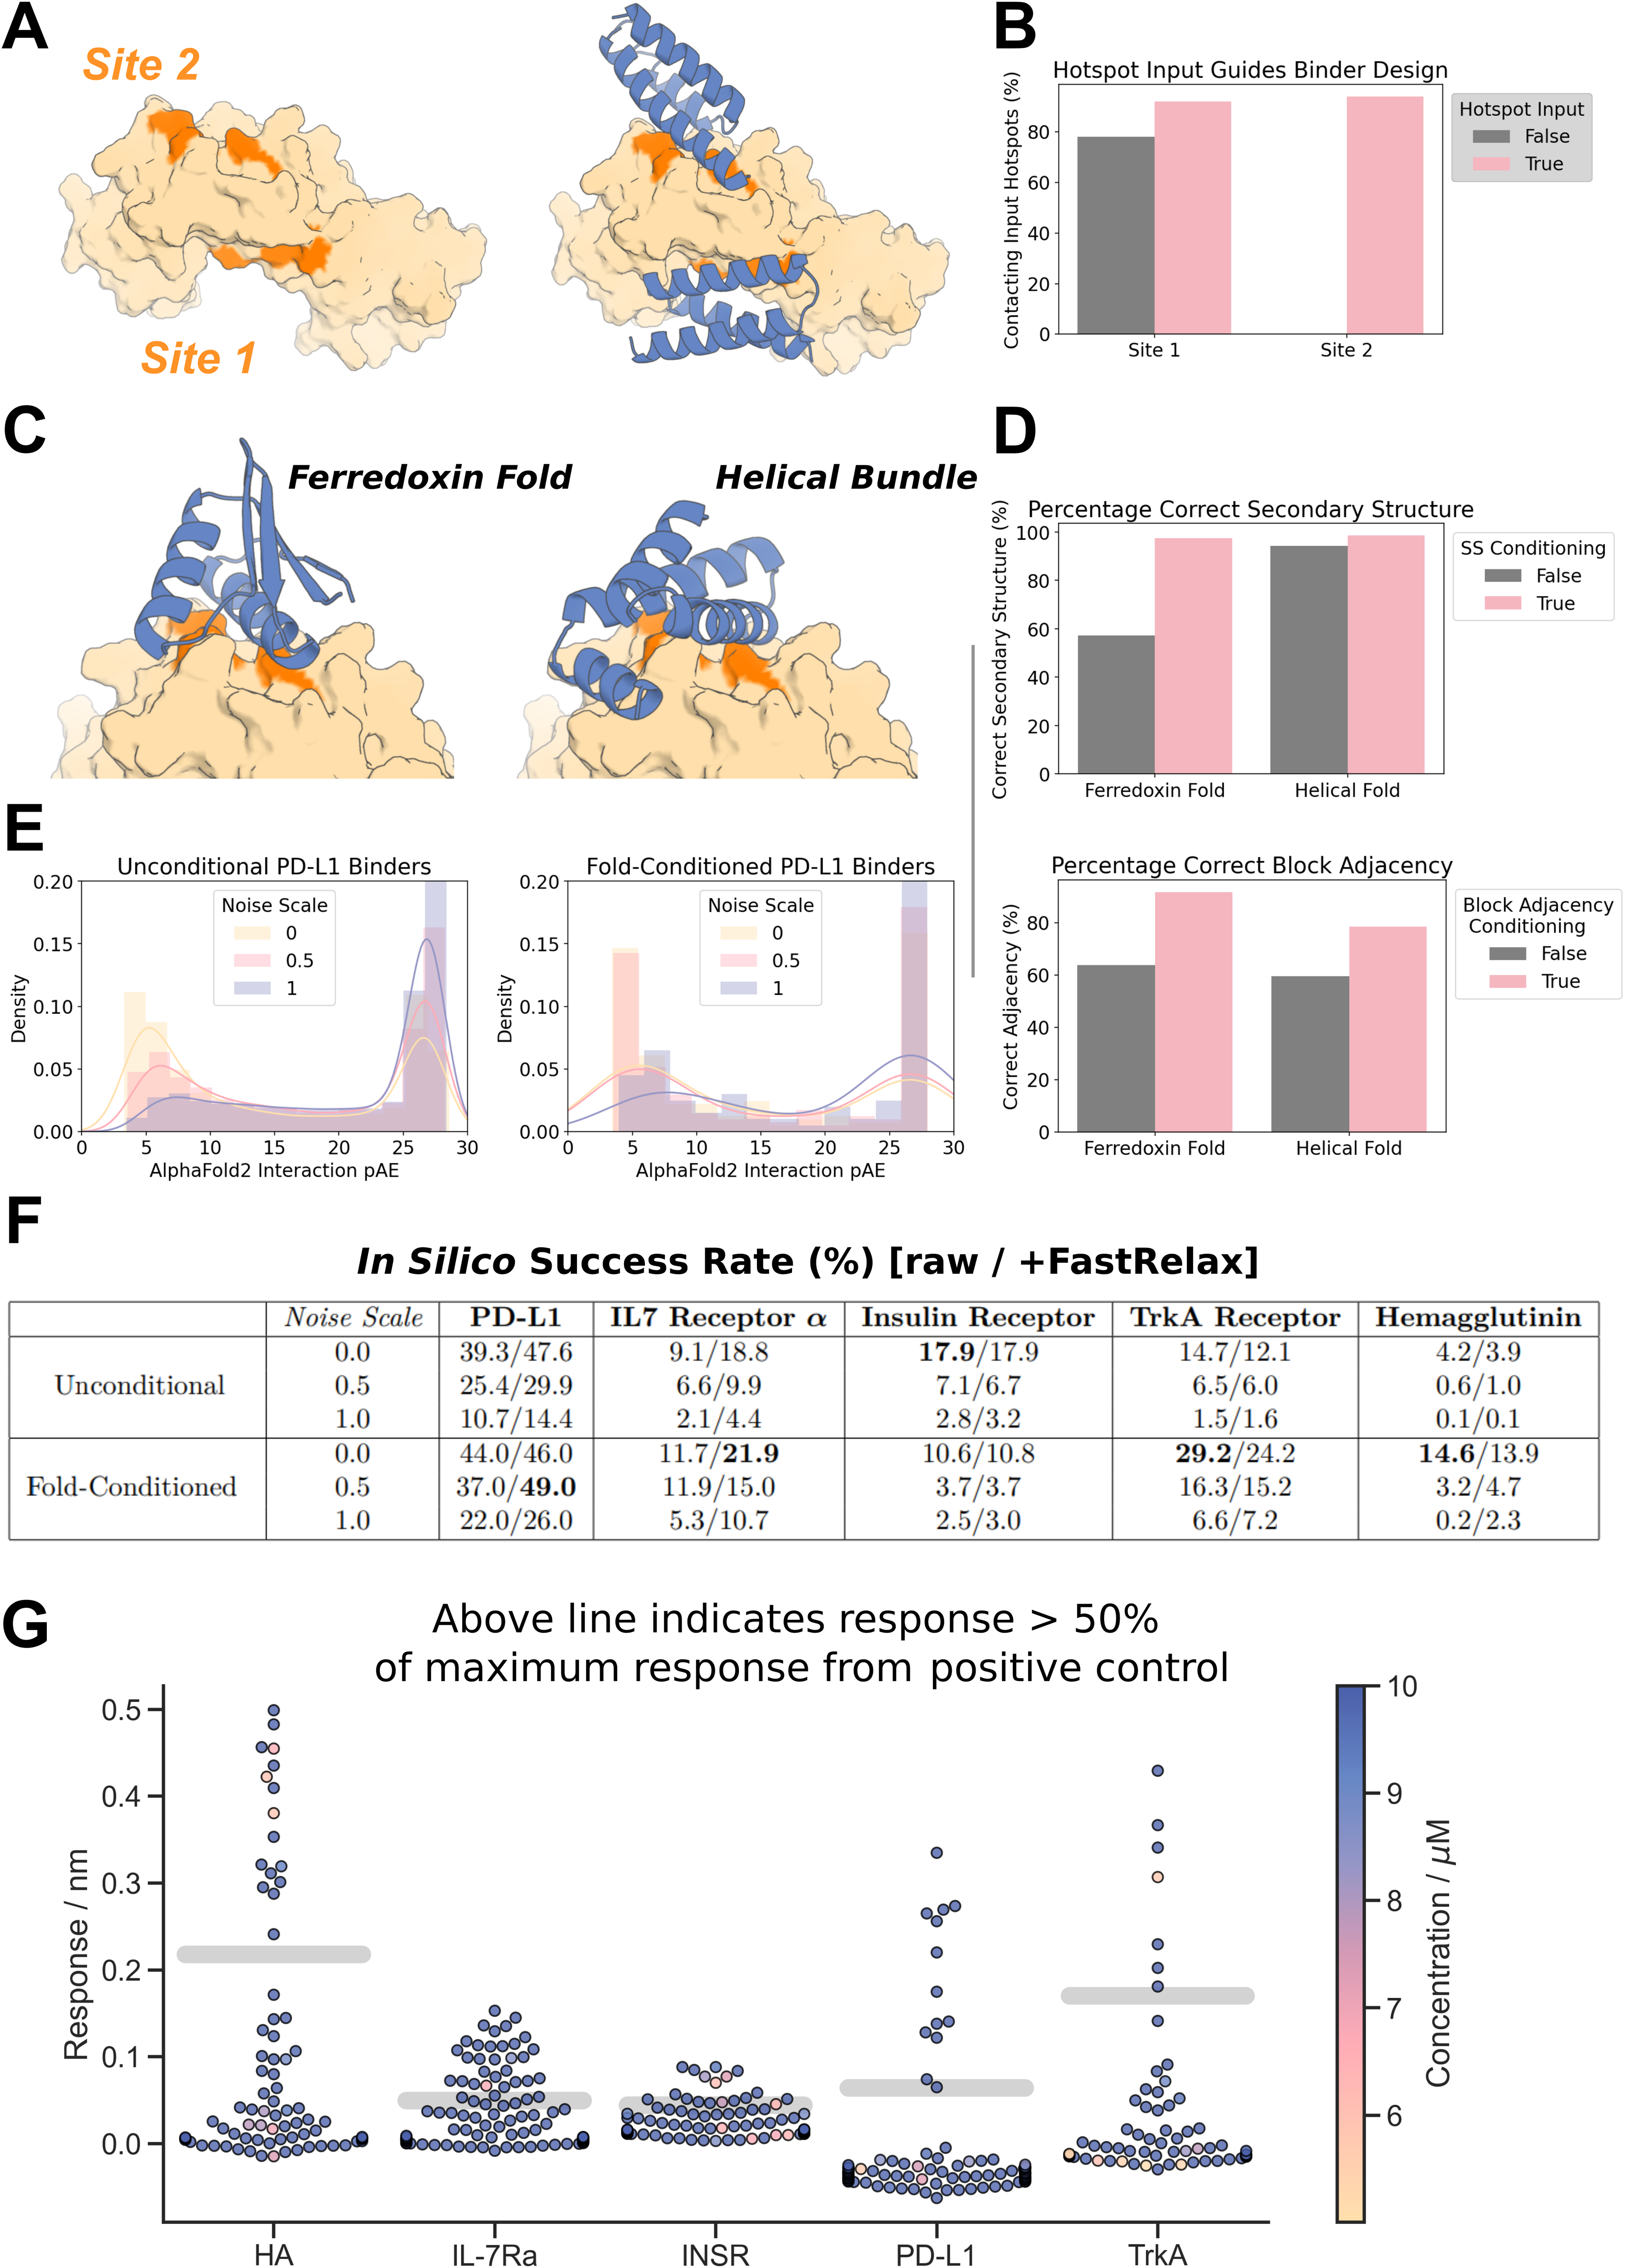 A
Site 2
Site 1
B
Hotspot Input Guides Binder Design
Contacting Input Hotspots (%)
80
60
40
20
0
Site 1
Site 2
Hotspot Input
False
True
C
Ferredoxin Fold
Helical Bundle
D
Percentage Correct Secondary Structure
Correct Secondary Structure (%)
100
80
60
40
20
0
Ferredoxin Fold
Helical Fold
SS Conditioning
False
True
Percentage Correct Block Adjacency
Correct Adjacency (%)
80
60
40
20
0
Ferredoxin Fold
Helical Fold
Block Adjacency
Conditioning
False
True
E
Unconditional PD-L1 Binders
Density
0.20
0.15
0.10
0.05
0.00
0 5 10 15 20 25 30
AlphaFold2 Interaction pAE
Noise Scale
0
0.5
1
Fold-Conditioned PD-L1 Binders
Density
0.20
0.15
0.10
0.05
0.00
0 5 10 15 20 25 30
AlphaFold2 Interaction pAE
Noise Scale
0
0.5
1
F
In Silico Success Rate (%) [raw / +FastRelax]
Noise Scale PD-L1 IL7 Receptor α Insulin Receptor TrkA Receptor Hemagglutinin
0.0 39.3/47.6 9.1/18.8 17.9/17.9 14.7/12.1 4.2/3.9
Unconditional 0.5 25.4/29.9 6.6/9.9 7.1/6.7 6.5/6.0 0.6/1.0
1.0 10.7/14.4 2.1/4.4 2.8/3.2 1.5/1.6 0.1/0.1
0.0 44.0/46.0 11.7/21.9 10.6/10.8 29.2/24.2 14.6/13.9
Fold-Conditioned 0.5 37.0/49.0 11.9/15.0 3.7/3.7 16.3/15.2 3.2/4.7
1.0 22.0/26.0 5.3/10.7 2.5/3.0 6.6/7.2 0.2/2.3
G
Above line indicates response > 50%
of maximum response from positive control
Response / nm
0.5
0.4
0.3
0.2
0.1
0.0
HA IL-7Ra INSR PD-L1 TrkA
10
9
8
7
6
Concentration / μM